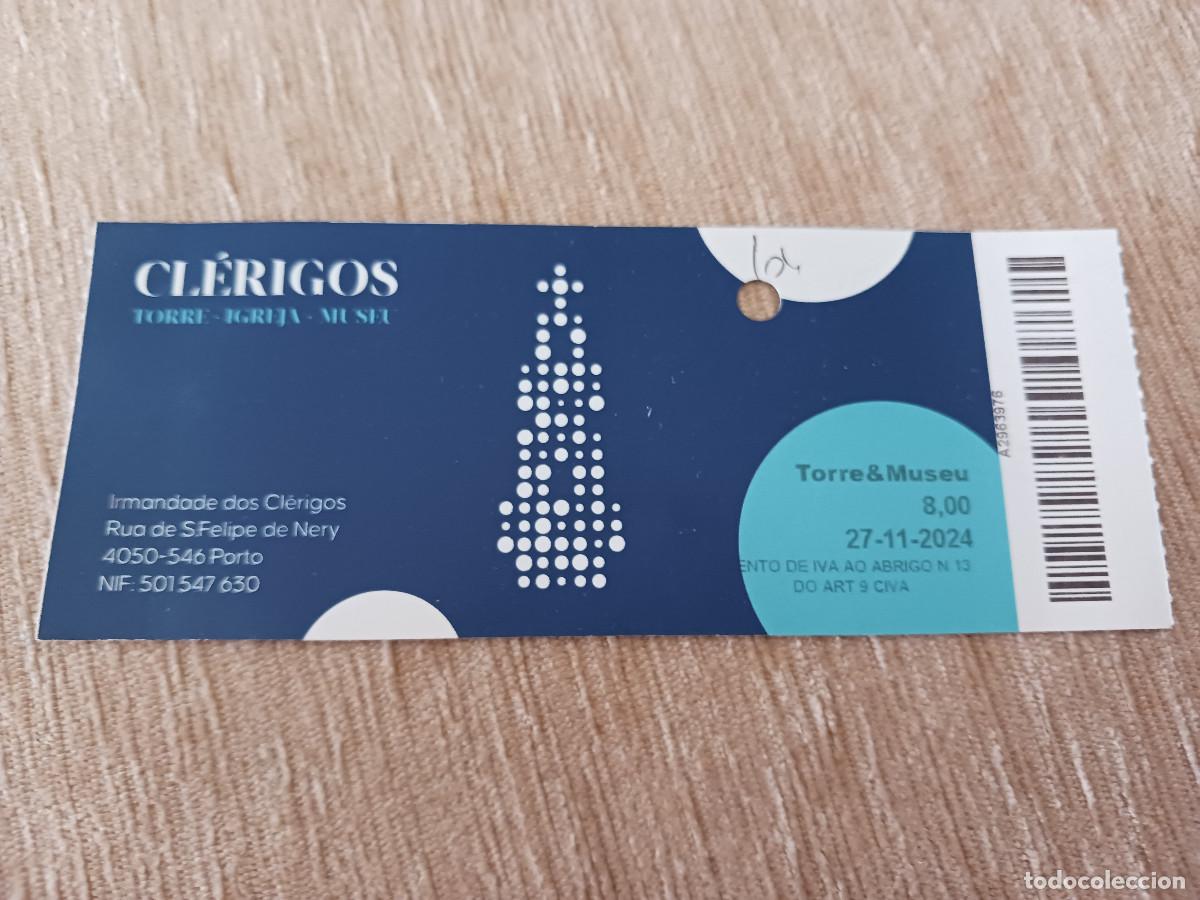 CLÉRIGOS
TORRE - IGREJA - MUSEU
Irmandade dos Clérigos
Rua de S.Felipe de Nery
4050-546 Porto
NIF: 501 547 630
Torre&Museu
8,00
27-11-2024
ENTO DE IVA AO ABRIGO N 13
DO ART 9 CIVA
A2963976
todocoleccion